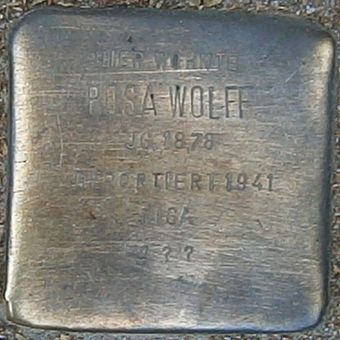 HIER WOHNTE
ROSA WOLFF
JG. 1878
DEPORTIERT 1941
RIGA
? ? ?